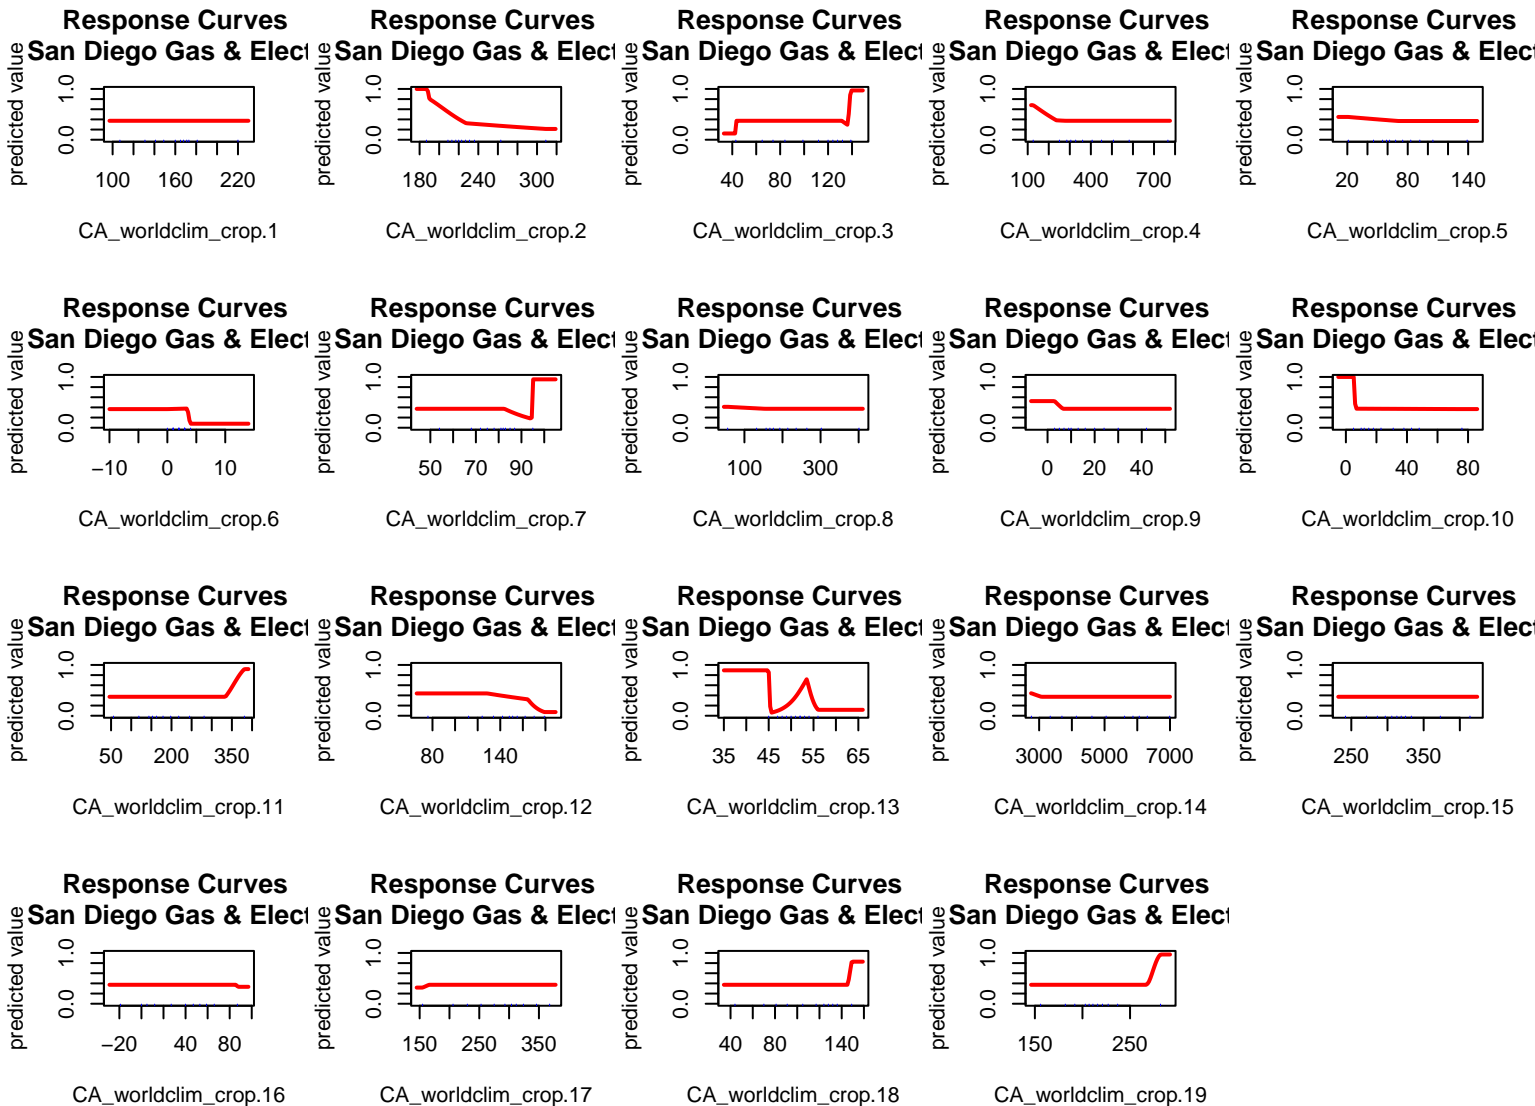 Response Curves
San Diego Gas & Elect
predicted value
0.0 1.0
100 160 220
CA_worldclim_crop.1
Response Curves
San Diego Gas & Elect
predicted value
0.0 1.0
180 240 300
CA_worldclim_crop.2
Response Curves
San Diego Gas & Elect
predicted value
0.0 1.0
40 80 120
CA_worldclim_crop.3
Response Curves
San Diego Gas & Elect
predicted value
0.0 1.0
100 400 700
CA_worldclim_crop.4
Response Curves
San Diego Gas & Elect
predicted value
0.0 1.0
20 80 140
CA_worldclim_crop.5
Response Curves
San Diego Gas & Elect
predicted value
0.0 1.0
−10 0 10
CA_worldclim_crop.6
Response Curves
San Diego Gas & Elect
predicted value
0.0 1.0
50 70 90
CA_worldclim_crop.7
Response Curves
San Diego Gas & Elect
predicted value
0.0 1.0
100 300
CA_worldclim_crop.8
Response Curves
San Diego Gas & Elect
predicted value
0.0 1.0
0 20 40
CA_worldclim_crop.9
Response Curves
San Diego Gas & Elect
predicted value
0.0 1.0
0 40 80
CA_worldclim_crop.10
Response Curves
San Diego Gas & Elect
predicted value
0.0 1.0
50 200 350
CA_worldclim_crop.11
Response Curves
San Diego Gas & Elect
predicted value
0.0 1.0
80 140
CA_worldclim_crop.12
Response Curves
San Diego Gas & Elect
predicted value
0.0 1.0
35 45 55 65
CA_worldclim_crop.13
Response Curves
San Diego Gas & Elect
predicted value
0.0 1.0
3000 5000 7000
CA_worldclim_crop.14
Response Curves
San Diego Gas & Elect
predicted value
0.0 1.0
250 350
CA_worldclim_crop.15
Response Curves
San Diego Gas & Elect
predicted value
0.0 1.0
−20 40 80
CA_worldclim_crop.16
Response Curves
San Diego Gas & Elect
predicted value
0.0 1.0
150 250 350
CA_worldclim_crop.17
Response Curves
San Diego Gas & Elect
predicted value
0.0 1.0
40 80 140
CA_worldclim_crop.18
Response Curves
San Diego Gas & Elect
predicted value
0.0 1.0
150 250
CA_worldclim_crop.19